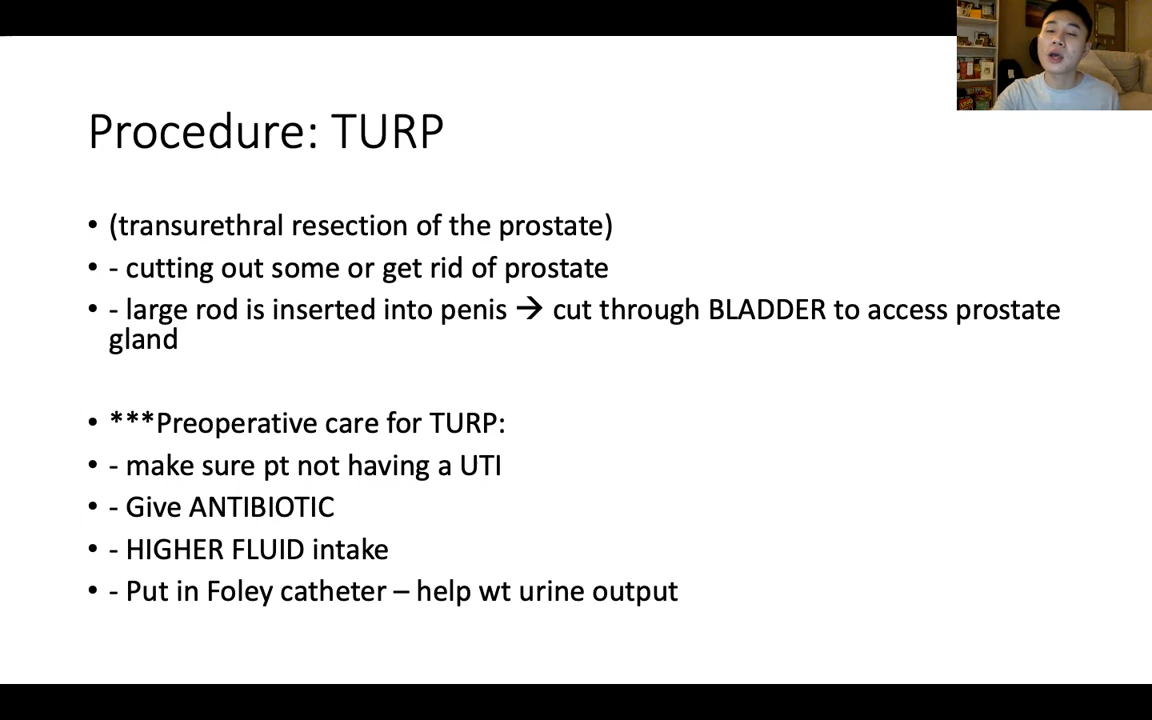 Procedure: TURP
• (transurethral resection of the prostate)
• - cutting out some or get rid of prostate
• - large rod is inserted into penis → cut through BLADDER to access prostate
gland
• ***Preoperative care for TURP:
• - make sure pt not having a UTI
• - Give ANTIBIOTIC
• - HIGHER FLUID intake
• - Put in Foley catheter – help wt urine output